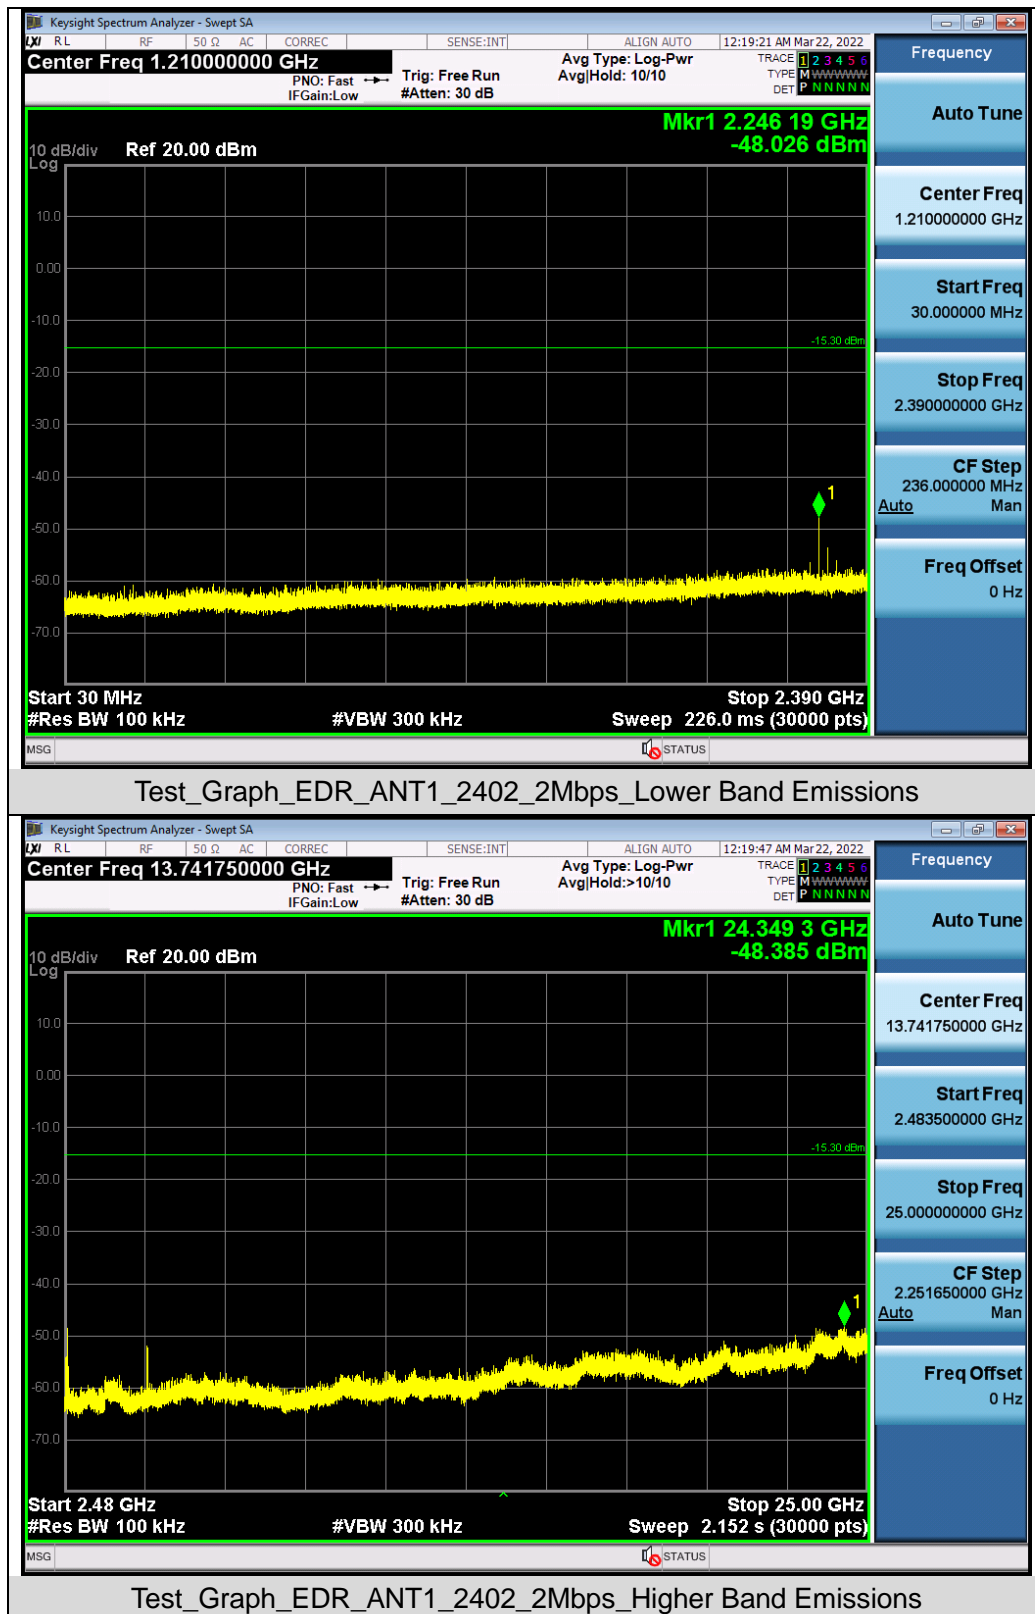 Keysight Spectrum Analyzer - Swept SA
LXI RL RF 50 Ω AC CORREC SENSE:INT ALIGN AUTO 12:19:21 AM Mar 22, 2022
Center Freq 1.210000000 GHz
PNO: Fast
IFGain:Low
Trig: Free Run
#Atten: 30 dB
Avg Type: Log-Pwr
Avg|Hold: 10/10
TRACE 1 2 3 4 5 6
TYPE M WWWWW
DET P N N N N N
Frequency
Auto Tune
Center Freq
1.210000000 GHz
Start Freq
30.000000 MHz
Stop Freq
2.390000000 GHz
CF Step
236.000000 MHz
Auto Man
Freq Offset
0 Hz
Mkr1 2.246 19 GHz
-48.026 dBm
10 dB/div Ref 20.00 dBm
Log
10.0
0.00
-10.0
-15.30 dBm
-20.0
-30.0
-40.0
1
-50.0
-60.0
-70.0
Start 30 MHz Stop 2.390 GHz
#Res BW 100 kHz #VBW 300 kHz Sweep 226.0 ms (30000 pts)
MSG STATUS
Test_Graph_EDR_ANT1_2402_2Mbps_Lower Band Emissions
Keysight Spectrum Analyzer - Swept SA
LXI RL RF 50 Ω AC CORREC SENSE:INT ALIGN AUTO 12:19:47 AM Mar 22, 2022
Center Freq 13.741750000 GHz
PNO: Fast
IFGain:Low
Trig: Free Run
#Atten: 30 dB
Avg Type: Log-Pwr
Avg|Hold:>10/10
TRACE 1 2 3 4 5 6
TYPE M WWWWW
DET P N N N N N
Frequency
Auto Tune
Center Freq
13.741750000 GHz
Start Freq
2.483500000 GHz
Stop Freq
25.000000000 GHz
CF Step
2.251650000 GHz
Auto Man
Freq Offset
0 Hz
Mkr1 24.349 3 GHz
-48.385 dBm
10 dB/div Ref 20.00 dBm
Log
10.0
0.00
-10.0
-15.30 dBm
-20.0
-30.0
-40.0
1
-50.0
-60.0
-70.0
Start 2.48 GHz Stop 25.00 GHz
#Res BW 100 kHz #VBW 300 kHz Sweep 2.152 s (30000 pts)
MSG STATUS
Test_Graph_EDR_ANT1_2402_2Mbps_Higher Band Emissions